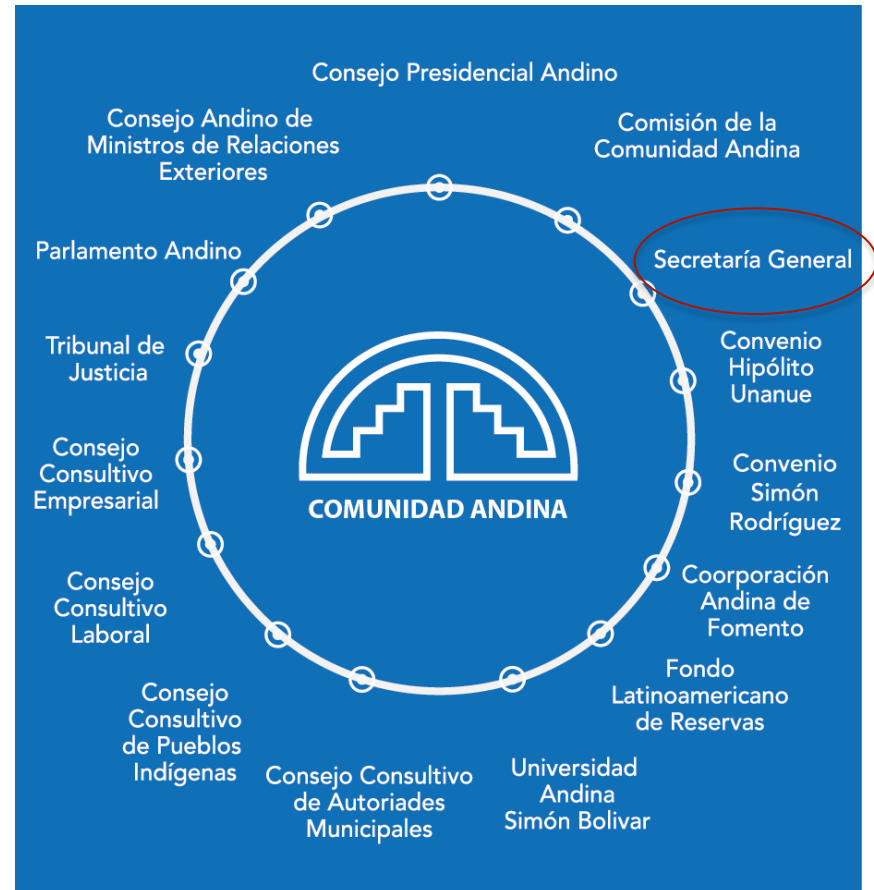 Consejo Presidencial Andino
Comisión de la
Comunidad Andina
Secretaría General
Convenio
Hipólito
Unanue
Convenio
Simón
Rodríguez
Coorporación
Andina de
Fomento
Fondo
Latinoamericano
de Reservas
Universidad
Andina
Simón Bolivar
Consejo Consultivo
de Autoriades
Municipales
Consejo
Consultivo
de Pueblos
Indígenas
Consejo
Consultivo
Laboral
Consejo
Consultivo
Empresarial
Tribunal de
Justicia
Parlamento Andino
Consejo Andino de
Ministros de Relaciones
Exteriores
COMUNIDAD ANDINA